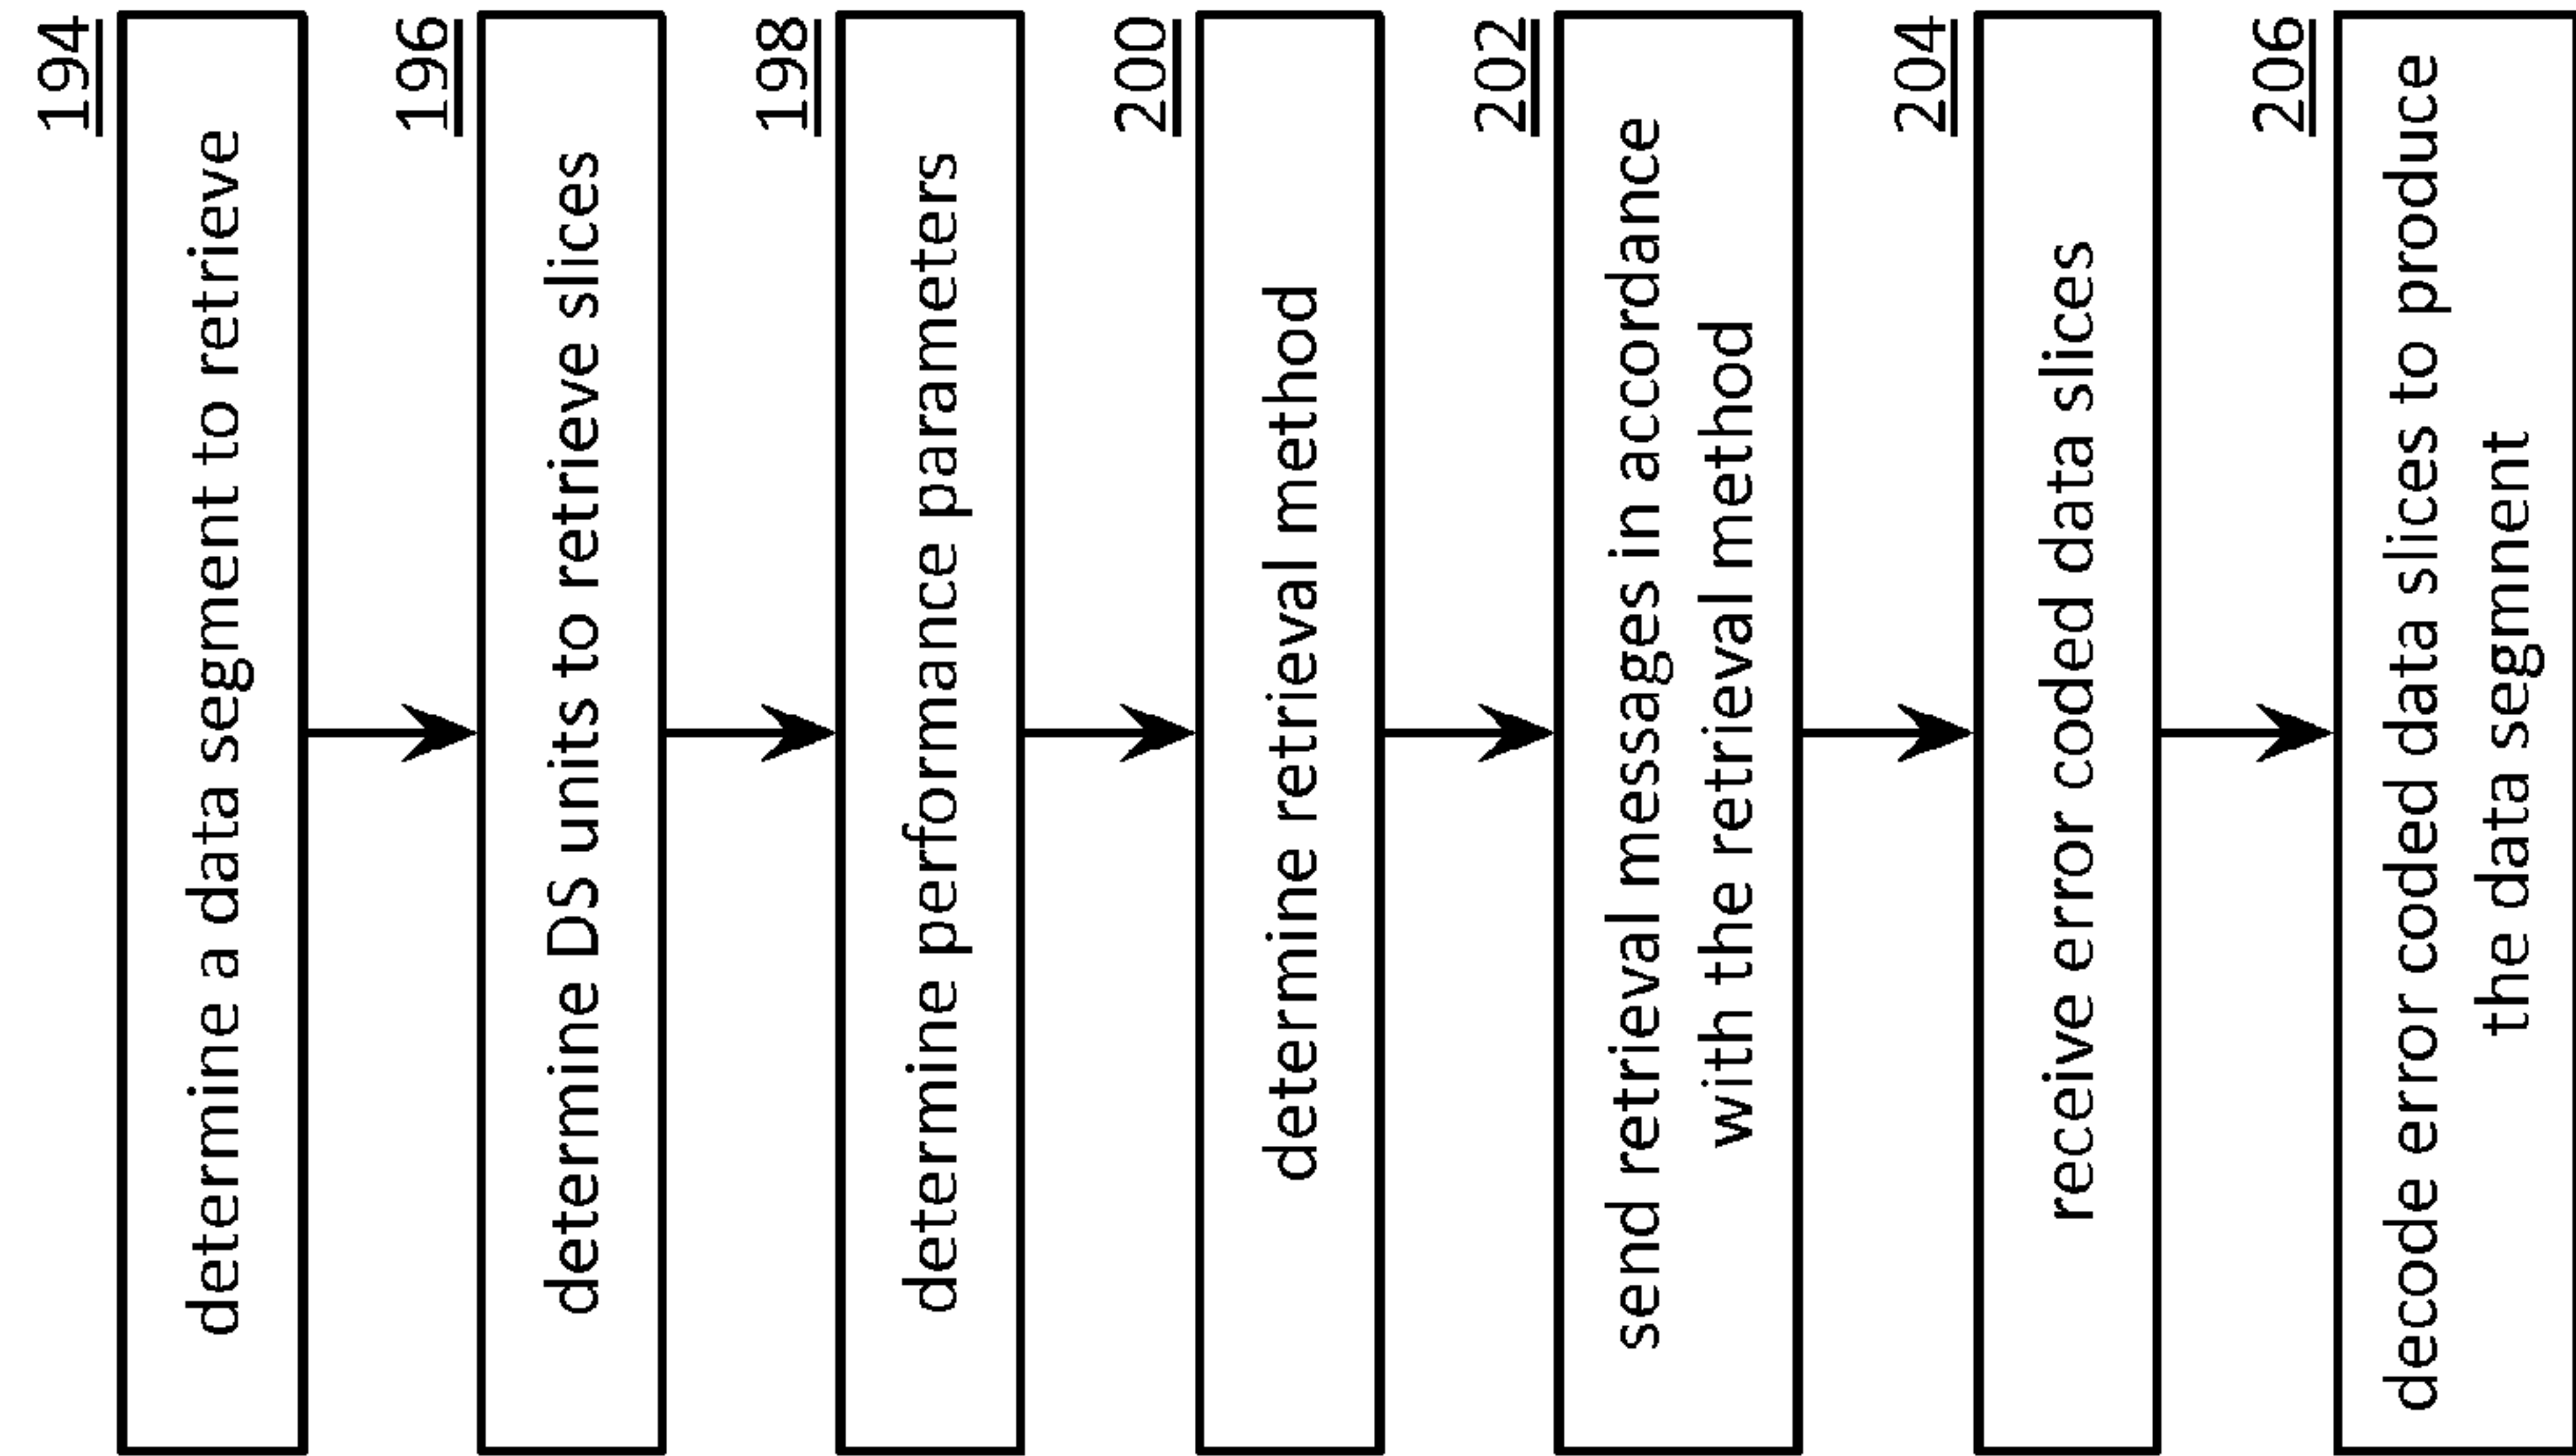 194
determine a data segment to retrieve
196
determine DS units to retrieve slices
198
determine performance parameters
200
determine retrieval method
202
send retrieval messages in accordance
with the retrieval method
204
receive error coded data slices
206
decode error coded data slices to produce
the data segmnent